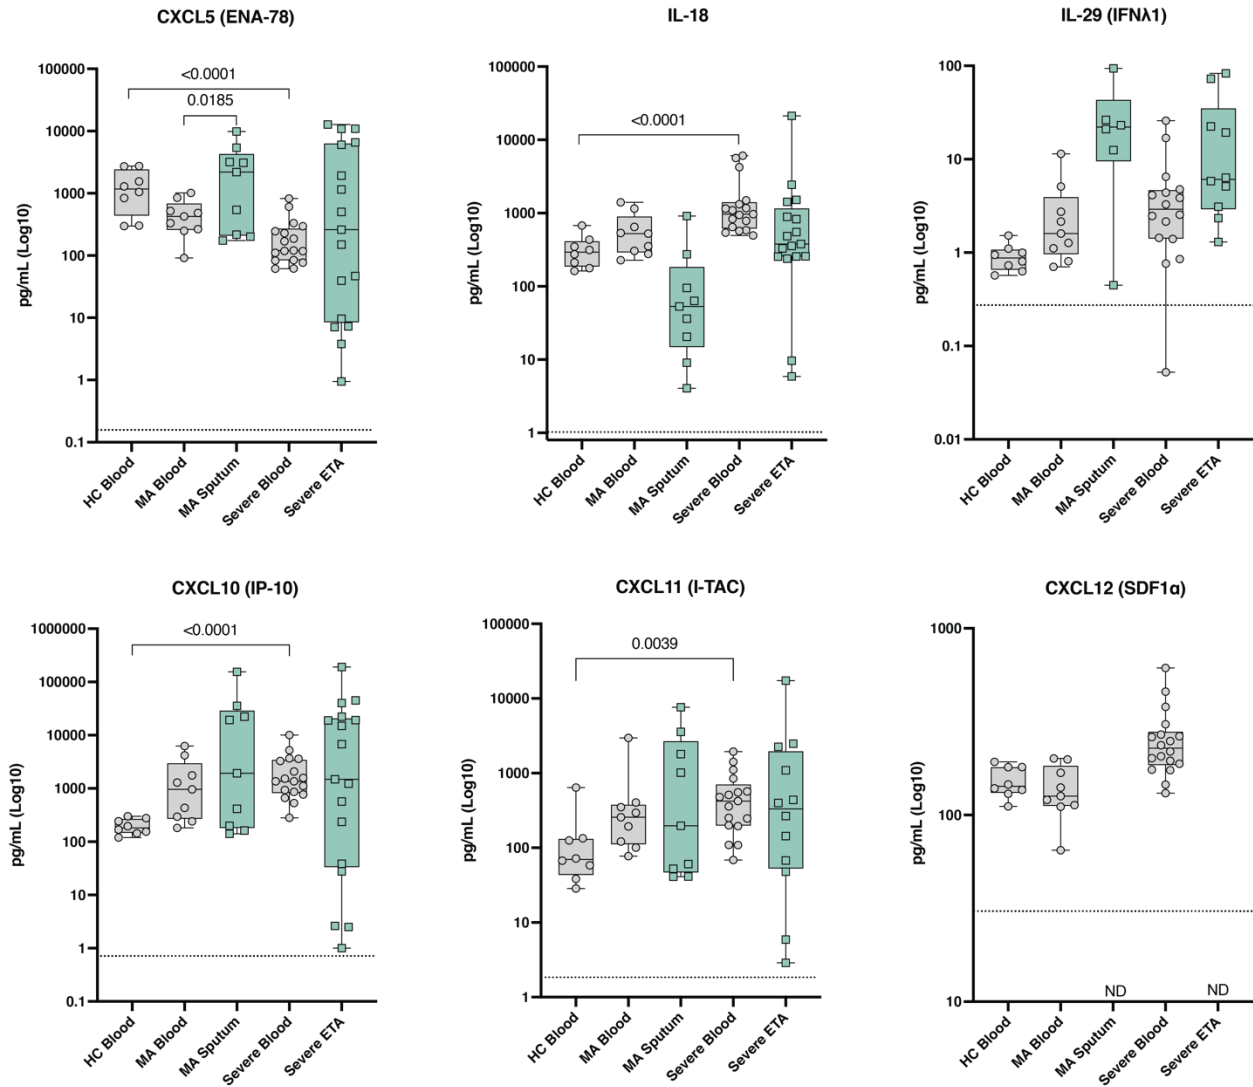 CXCL5 (ENA-78)
pg/mL (Log10)
100000
10000
1000
100
10
1
0.1
<0.0001
0.0185
HC Blood
MA Blood
MA Sputum
Severe Blood
Severe ETA
IL-18
pg/mL (Log10)
100000
10000
1000
100
10
1
<0.0001
HC Blood
MA Blood
MA Sputum
Severe Blood
Severe ETA
IL-29 (IFNλ1)
pg/mL (Log10)
100
10
1
0.1
0.01
HC Blood
MA Blood
MA Sputum
Severe Blood
Severe ETA
CXCL10 (IP-10)
pg/mL (Log10)
1000000
100000
10000
1000
100
10
1
0.1
<0.0001
HC Blood
MA Blood
MA Sputum
Severe Blood
Severe ETA
CXCL11 (I-TAC)
pg/mL (Log10)
100000
10000
1000
100
10
1
0.0039
HC Blood
MA Blood
MA Sputum
Severe Blood
Severe ETA
CXCL12 (SDF1α)
pg/mL (Log10)
1000
100
10
ND
ND
HC Blood
MA Blood
MA Sputum
Severe Blood
Severe ETA